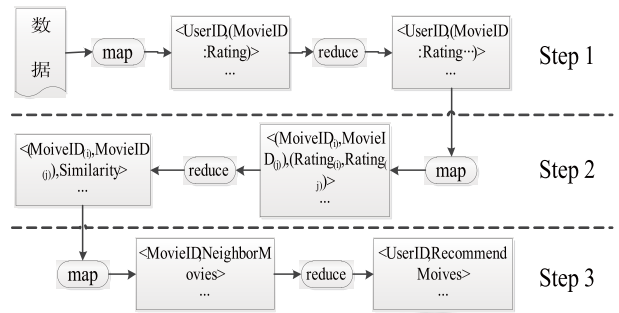 数
据
map
<UserID,(MovieID
:Rating)>
...
reduce
<UserID,(MovieID
:Rating···)>
...
Step 1
<(MoiveID(i),MovieID
(j)),Similarity>
...
reduce
<(MoiveID(i),MovieI
D(j)),(Rating(i),Rating(
j))>
...
map
Step 2
map
<MovieID,NeighborM
ovies>
...
reduce
<UserID,Recommend
Moives>
...
Step 3